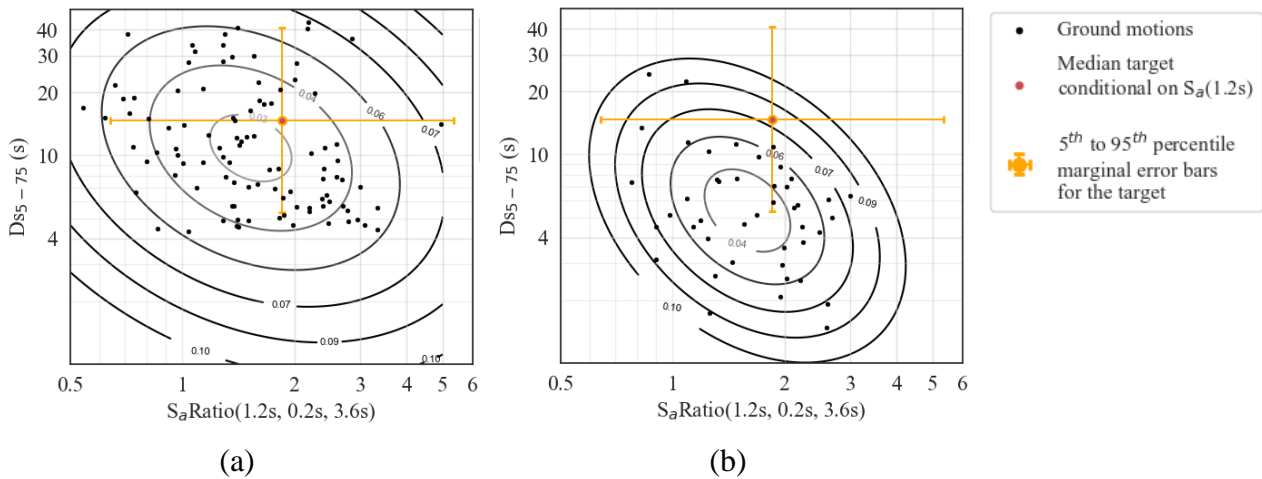 40
30
20
10
4
Ds5 – 75 (s)
0.03
0.04
0.06
0.07
0.07
0.09
0.10
0.10
0.5 1 2 3 4 5 6
SaRatio(1.2s, 0.2s, 3.6s)
(a)
40
30
20
10
4
Ds5 – 75 (s)
0.06
0.07
0.09
0.04
0.10
0.5 1 2 3 4 5 6
SaRatio(1.2s, 0.2s, 3.6s)
(b)
Ground motions
Median target
conditional on Sa(1.2s)
5th to 95th percentile
marginal error bars
for the target